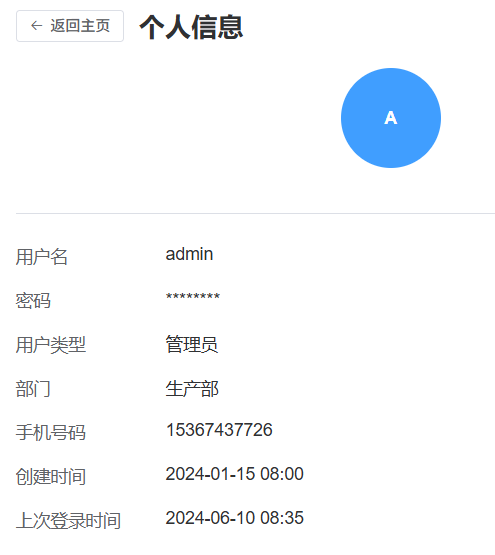 ← 返回主页 个人信息
A
用户名 admin
密码 ********
用户类型 管理员
部门 生产部
手机号码 15367437726
创建时间 2024-01-15 08:00
上次登录时间 2024-06-10 08:35